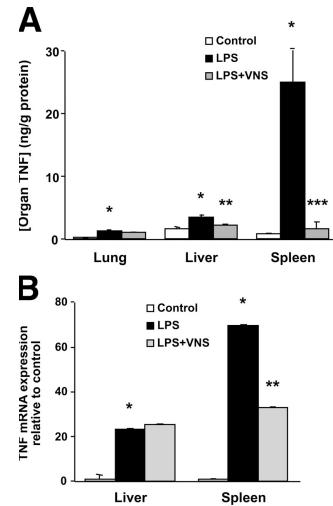 A
Control
LPS
LPS+VNS
[Organ TNF] (ng/g protein)
30
20
10
0
*
*
**
*
***
Lung Liver Spleen
B
Control
LPS
LPS+VNS
TNF mRNA expression
relative to control
80
60
40
20
0
*
*
**
Liver Spleen